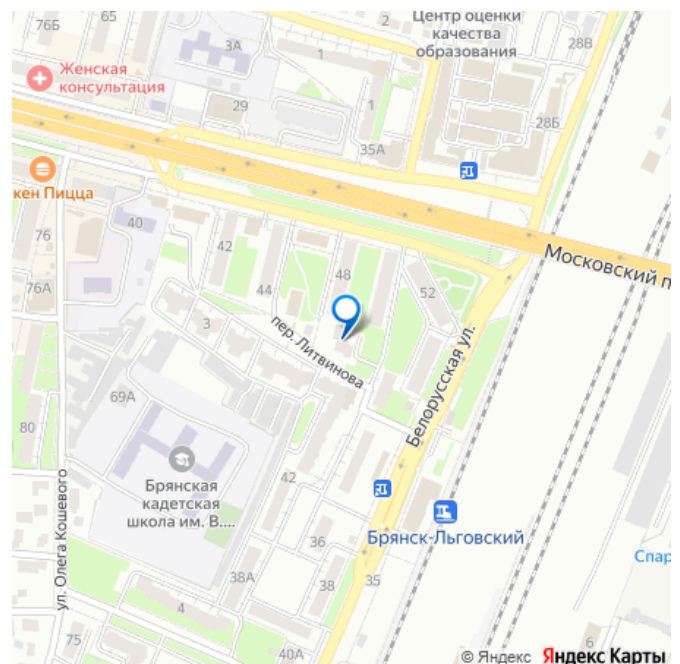 76Б
65
2
Центр оценки
качества
образования
28В
3А
1
Женская
консультация
29
1
28Б
35А
кен Пицца
40
76
42
48
Московский п
76А
44
52
3
пер. Литвинова
Белорусская ул.
69А
80
Брянская
кадетская
школа им. В....
42
ул. Олега Кошевого
36
Брянск-Льговский
38А
38
35
Спар
4
75
40А
6
© Яндекс Яндекс Карты